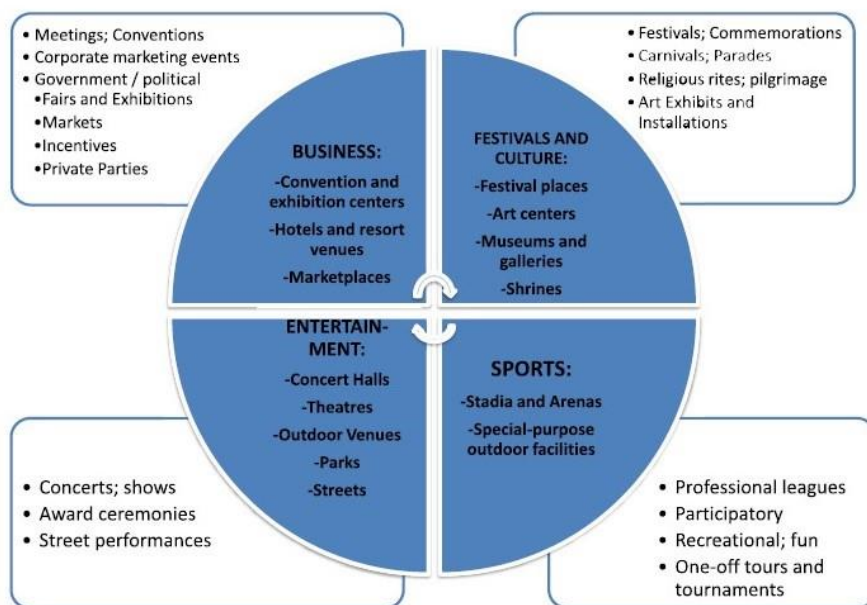 • Meetings; Conventions
• Corporate marketing events
• Government / political
•Fairs and Exhibitions
•Markets
•Incentives
•Private Parties
• Festivals; Commemorations
• Carnivals; Parades
• Religious rites; pilgrimage
• Art Exhibits and
Installations
BUSINESS:
-Convention and
exhibition centers
-Hotels and resort
venues
-Marketplaces
FESTIVALS AND
CULTURE:
-Festival places
-Art centers
-Museums and
galleries
-Shrines
ENTERTAIN-
MENT:
-Concert Halls
-Theatres
-Outdoor Venues
-Parks
-Streets
SPORTS:
-Stadia and Arenas
-Special-purpose
outdoor facilities
• Concerts; shows
• Award ceremonies
• Street performances
• Professional leagues
• Participatory
• Recreational; fun
• One-off tours and
tournaments